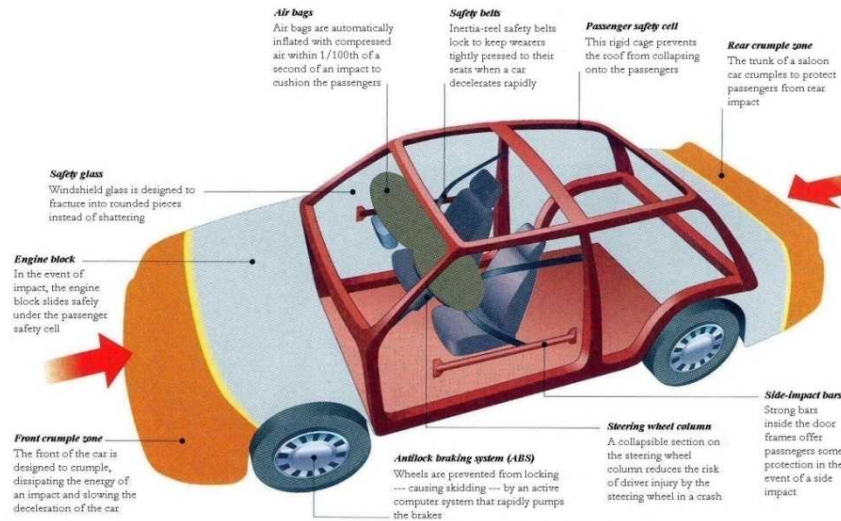 Air bags
Air bags are automatically
inflated with compressed
air within 1/100th of a
second of an impact to
cushion the passengers
Safety belts
Inertia-reel safety belts
lock to keep wearers
tightly pressed to their
seats when a car
decelerates rapidly
Passenger safety cell
This rigid cage prevents
the roof from collapsing
onto the passengers
Rear crumple zone
The trunk of a saloon
car crumples to protect
passengers from rear
impact
Safety glass
Windshield glass is designed to
fracture into rounded pieces
instead of shattering
Engine block
In the event of
impact, the engine
block slides safely
under the passenger
safety cell
Front crumple zone
The front of the car is
designed to crumple,
dissipating the energy of
an impact and slowing the
deceleration of the car
Antilock braking system (ABS)
Wheels are prevented from locking
--- causing skidding --- by an active
computer system that rapidly pumps
the brakes
Steering wheel column
A collapsible section on
the steering wheel
column reduces the risk
of driver injury by the
steering wheel in a crash
Side-impact bars
Strong bars
inside the door
frames offer
passnegers some
protection in the
event of a side
impact